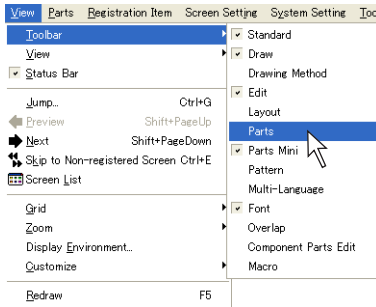 View Parts Registration Item Screen Setting System Setting Too
Toolbar
View
Status Bar
Jump... Ctrl+G
Preview Shift+PageUp
Next Shift+PageDown
Skip to Non-registered Screen Ctrl+E
Screen List
Grid
Zoom
Display Environment...
Customize
Redraw F5
Standard
Draw
Drawing Method
Edit
Layout
Parts
Parts Mini
Pattern
Multi-Language
Font
Overlap
Component Parts Edit
Macro